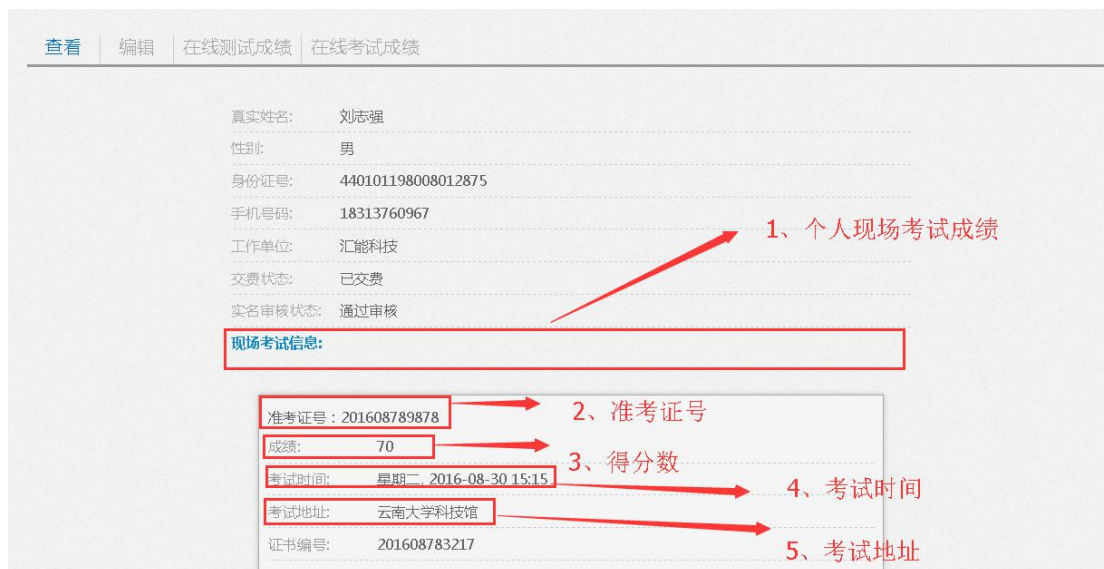 查看 编辑 在线测试成绩 在线考试成绩
真实姓名: 刘志强
性别: 男
身份证号: 440101198008012875
手机号码: 18313760967
1、个人现场考试成绩
工作单位: 汇能科技
交费状态: 已交费
实名审核状态: 通过审核
现场考试信息:
准考证号：201608789878
2、准考证号
成绩: 70
3、得分数
考试时间: 星期二, 2016-08-30 15:15
4、考试时间
考试地址: 云南大学科技馆
5、考试地址
证书编号: 201608783217